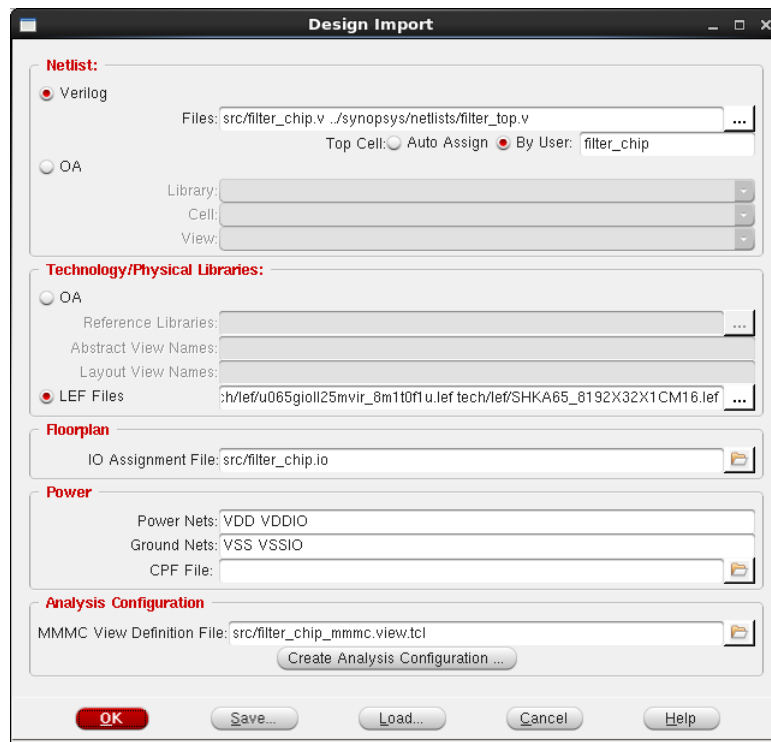 Design Import
Netlist:
Verilog
Files: src/filter_chip.v ../synopsys/netlists/filter_top.v ...
Top Cell: Auto Assign By User: filter_chip
OA
Library:
Cell:
View:
Technology/Physical Libraries:
OA
Reference Libraries: ...
Abstract View Names:
Layout View Names:
LEF Files :h/lef/u065gioll25mvir_8m1t0f1u.lef tech/lef/SHKA65_8192X32X1CM16.lef ...
Floorplan
IO Assignment File: src/filter_chip.io
Power
Power Nets: VDD VDDIO
Ground Nets: VSS VSSIO
CPF File:
Analysis Configuration
MMMC View Definition File: src/filter_chip_mmmc.view.tcl
Create Analysis Configuration ...
OK Save... Load... Cancel Help